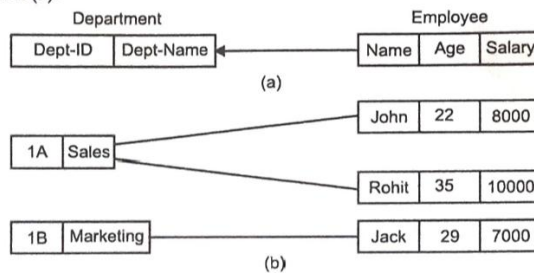 Department Employee
Dept-ID Dept-Name Name Age Salary
(a)
John 22 8000
1A Sales
Rohit 35 10000
1B Marketing Jack 29 7000
(b)